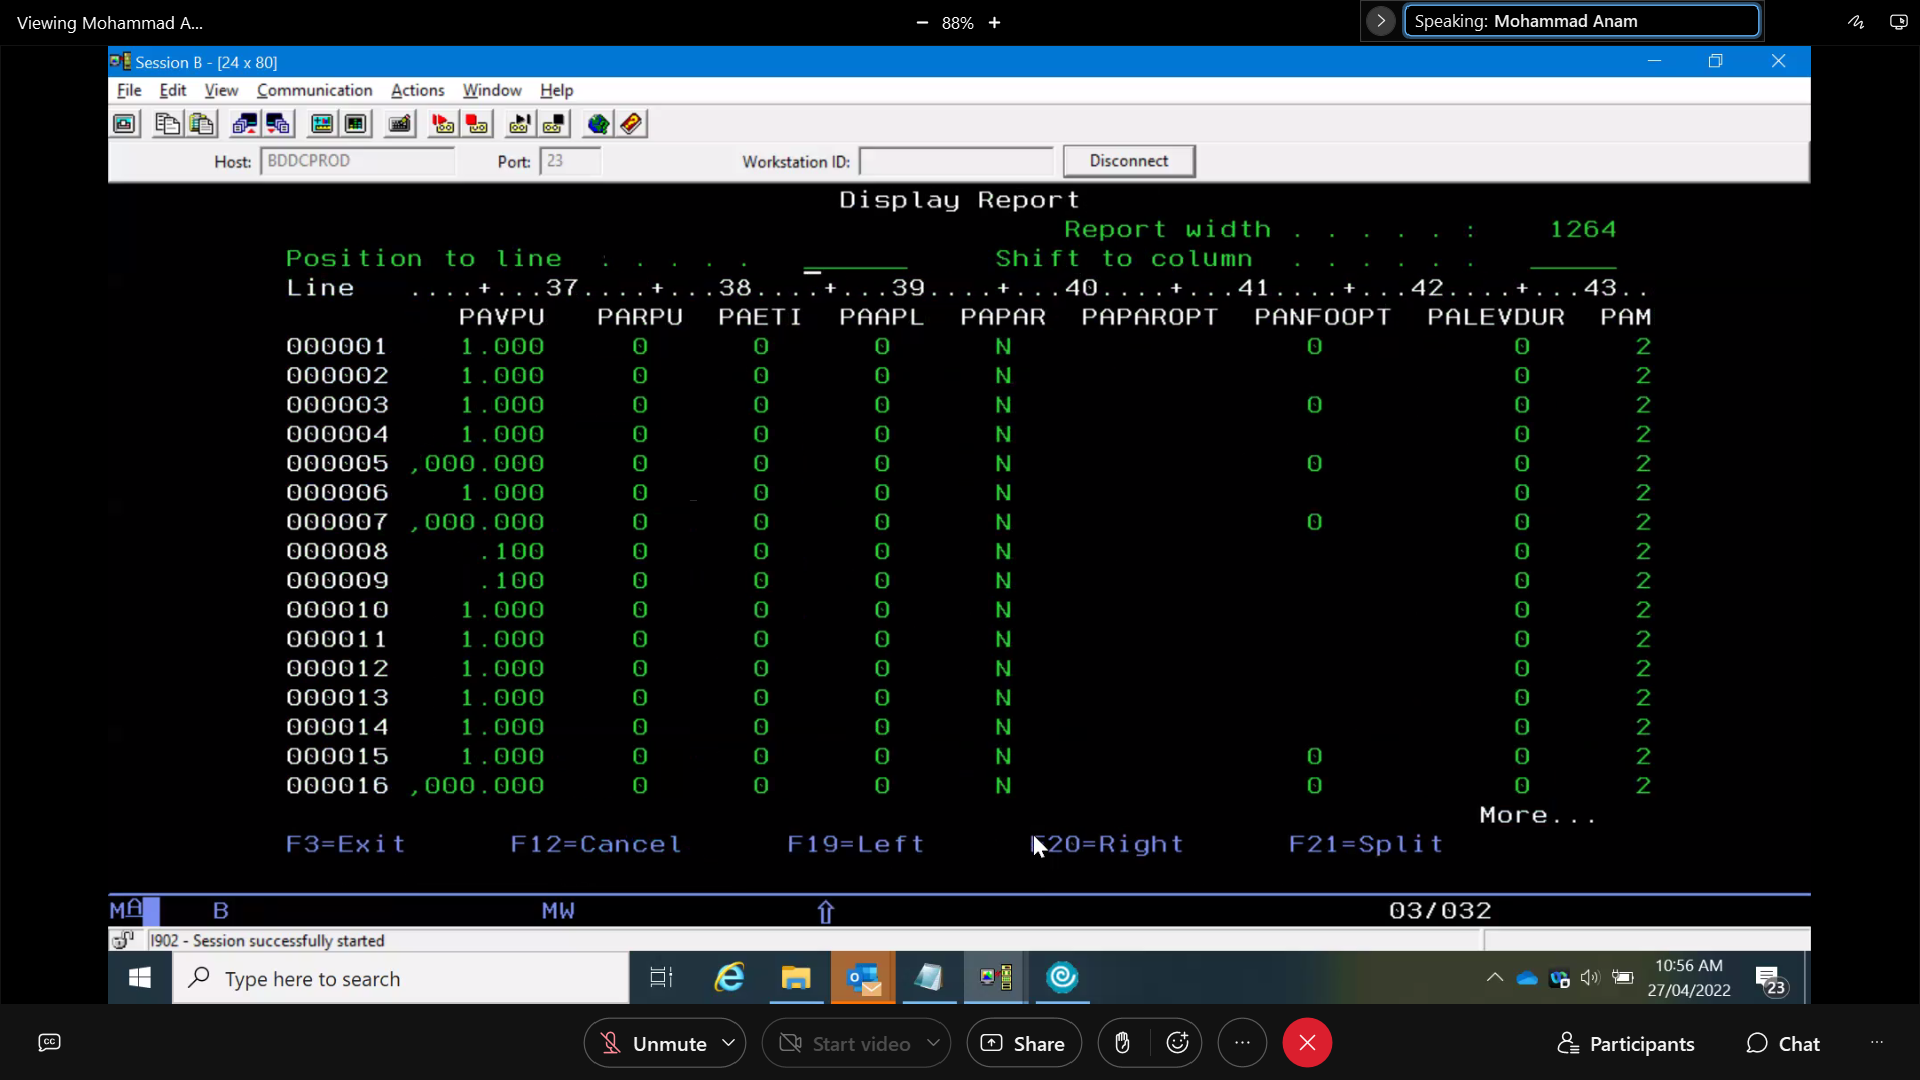 Viewing Mohammad A...
88%
Speaking: Mohammad Anam
Session B - [24 x 80]
File Edit View Communication Actions Window Help
Host: BDDCPROD Port: 23 Workstation ID: Disconnect
Display Report
Report width . . . . . : 1264
Position to line . . . . . Shift to column . . . . . .
Line ....+...37....+...38....+...39....+...40....+...41....+...42....+...43..
PAVPU PARPU PAETI PAAPL PAPAR PAPAROPT PANFOOPT PALEVDUR PAM
000001 1.000 0 0 0 N 0 0 2
000002 1.000 0 0 0 N 0 2
000003 1.000 0 0 0 N 0 0 2
000004 1.000 0 0 0 N 0 2
000005 ,000.000 0 0 0 N 0 0 2
000006 1.000 0 0 0 N 0 2
000007 ,000.000 0 0 0 N 0 0 2
000008 .100 0 0 0 N 0 2
000009 .100 0 0 0 N 0 2
000010 1.000 0 0 0 N 0 2
000011 1.000 0 0 0 N 0 2
000012 1.000 0 0 0 N 0 2
000013 1.000 0 0 0 N 0 2
000014 1.000 0 0 0 N 0 2
000015 1.000 0 0 0 N 0 0 2
000016 ,000.000 0 0 0 N 0 0 2
More...
F3=Exit F12=Cancel F19=Left F20=Right F21=Split
MA B MW 03/032
I902 - Session successfully started
Type here to search
10:56 AM
27/04/2022
23
CC
Unmute Start video Share Participants Chat